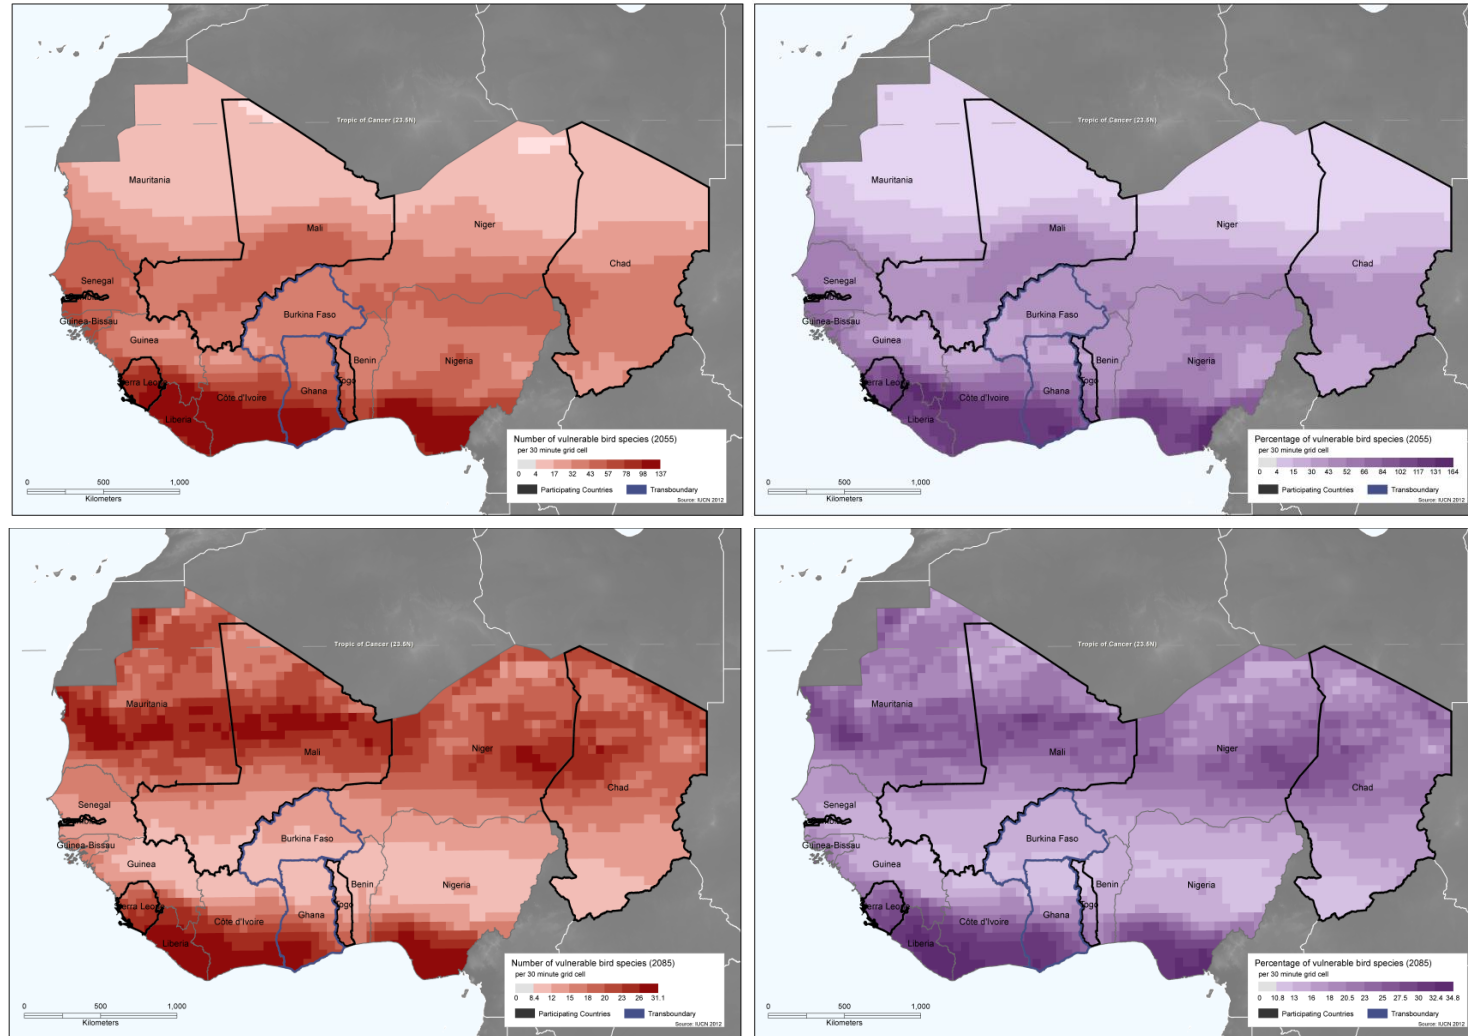 Tropic of Cancer (23.5N)
Mauritania
Mali
Niger
Chad
Senegal
Guinea-Bissau
Guinea
Burkina Faso
Benin
Nigeria
Togo
Ghana
Côte d'Ivoire
Sierra Leone
Liberia
Number of vulnerable bird species (2055)
per 30 minute grid cell
0 4 17 32 43 57 78 98 137
Participating Countries Transboundary
Source: IUCN 2012
0 500 1,000
Kilometers
Tropic of Cancer (23.5N)
Mauritania
Mali
Niger
Chad
Senegal
Guinea-Bissau
Guinea
Burkina Faso
Benin
Nigeria
Togo
Ghana
Côte d'Ivoire
Sierra Leone
Liberia
Percentage of vulnerable bird species (2055)
per 30 minute grid cell
0 4 15 30 43 52 66 84 102 117 131 164
Participating Countries Transboundary
Source: IUCN 2012
0 500 1,000
Kilometers
Tropic of Cancer (23.5N)
Mauritania
Mali
Niger
Chad
Senegal
Guinea-Bissau
Guinea
Burkina Faso
Benin
Nigeria
Togo
Ghana
Côte d'Ivoire
Sierra Leone
Liberia
Number of vulnerable bird species (2085)
per 30 minute grid cell
0 8.4 12 15 18 20 23 26 31.1
Participating Countries Transboundary
Source: IUCN 2012
0 500 1,000
Kilometers
Tropic of Cancer (23.5N)
Mauritania
Mali
Niger
Chad
Senegal
Guinea-Bissau
Guinea
Burkina Faso
Benin
Nigeria
Togo
Ghana
Côte d'Ivoire
Sierra Leone
Liberia
Percentage of vulnerable bird species (2085)
per 30 minute grid cell
0 10.8 13 16 18 20.5 23 25 27.5 30 32.4 34.8
Participating Countries Transboundary
Source: IUCN 2012
0 500 1,000
Kilometers